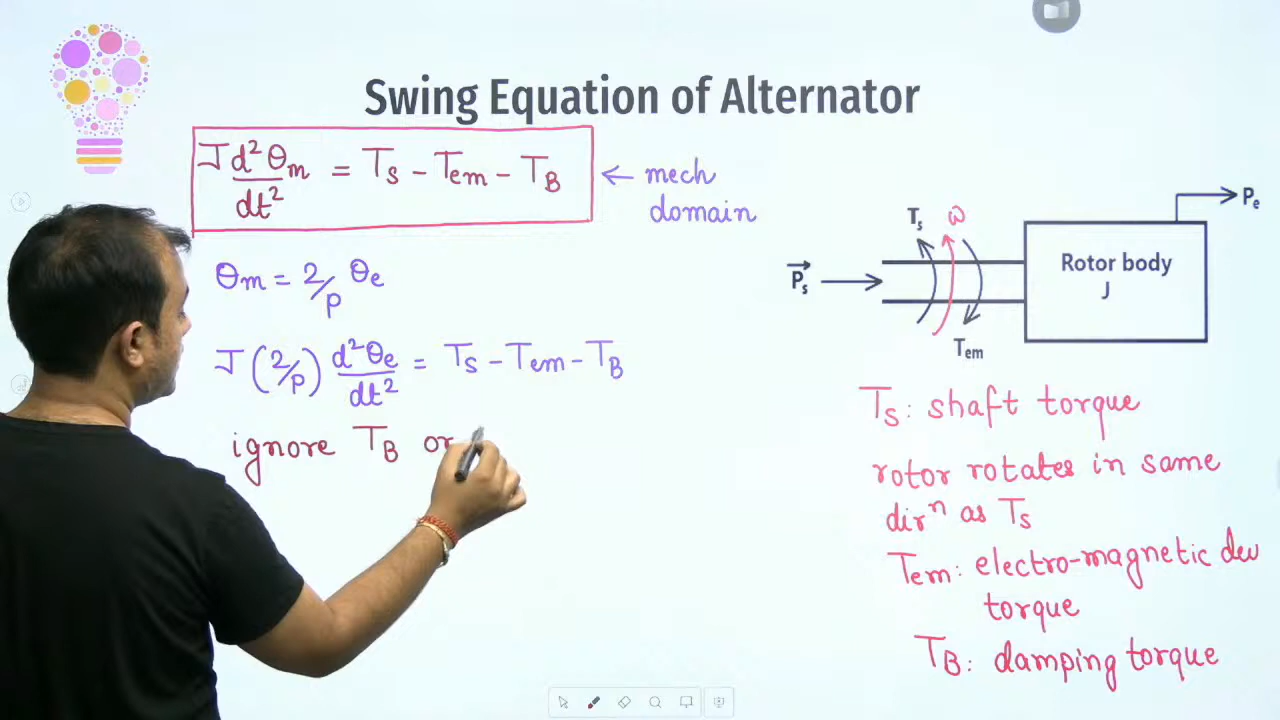 Swing Equation of Alternator
J d²θm/dt² = Ts - Tem - TB ← mech domain
θm = 2/p θe
J (2/p) d²θe/dt² = Ts - Tem - TB
ignore TB or
Pe
Ts ω
Ps
Rotor body
J
Tem
Ts: shaft torque
rotor rotates in same
dirⁿ as Ts
Tem: electro-magnetic dev
torque
TB: damping torque